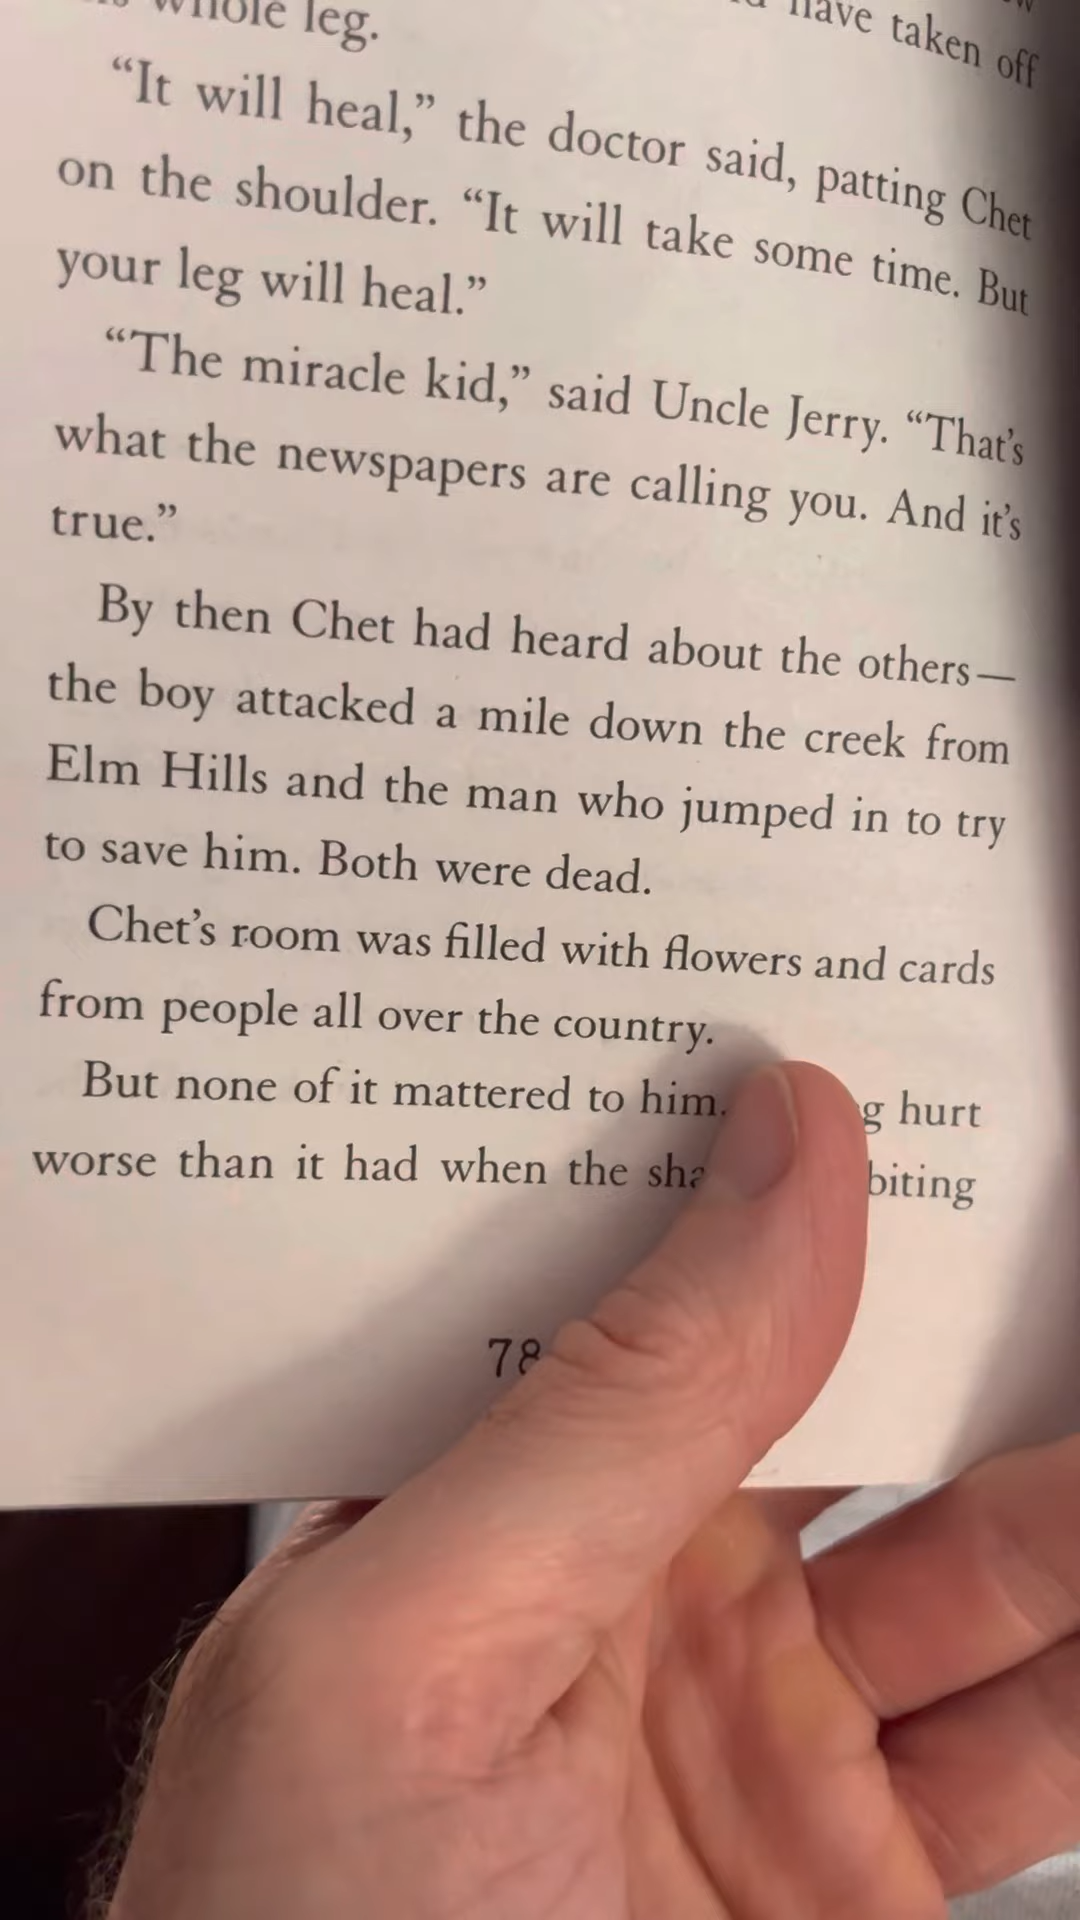 whole leg.
have taken off
“It will heal,” the doctor said, patting Chet
on the shoulder. “It will take some time. But
your leg will heal.”
“The miracle kid,” said Uncle Jerry. “That’s
what the newspapers are calling you. And it’s
true.”
By then Chet had heard about the others—
the boy attacked a mile down the creek from
Elm Hills and the man who jumped in to try
to save him. Both were dead.
Chet’s room was filled with flowers and cards
from people all over the country.
But none of it mattered to him. hurt
worse than it had when the biting
78